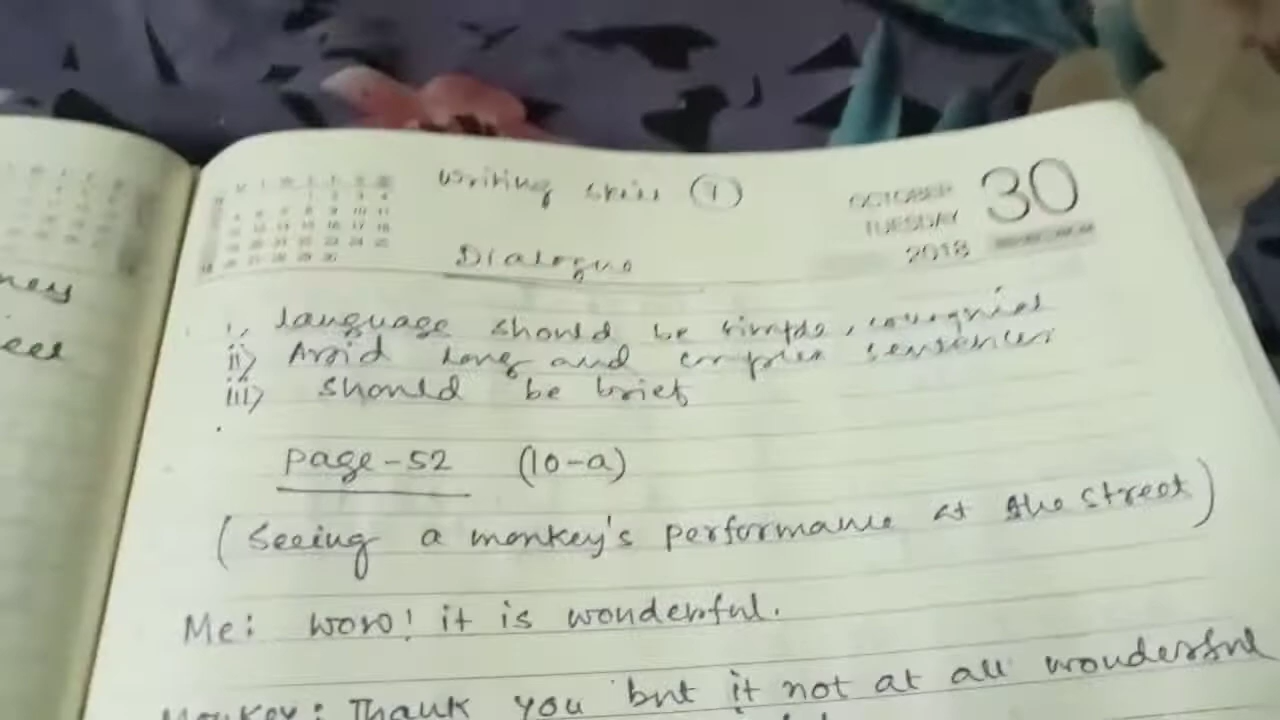 Writing skill (1)
OCTOBER 30
TUESDAY
2018
Dialogue
i, language should be simple, colloquial
ii) Avoid long and complex sentences
iii) should be brief
Page-52 (10-a)
(Seeing a monkey's performance at the street)
Me: Wow! it is wonderful.
Monkey: Thank you but it not at all wonderful
ney
eee